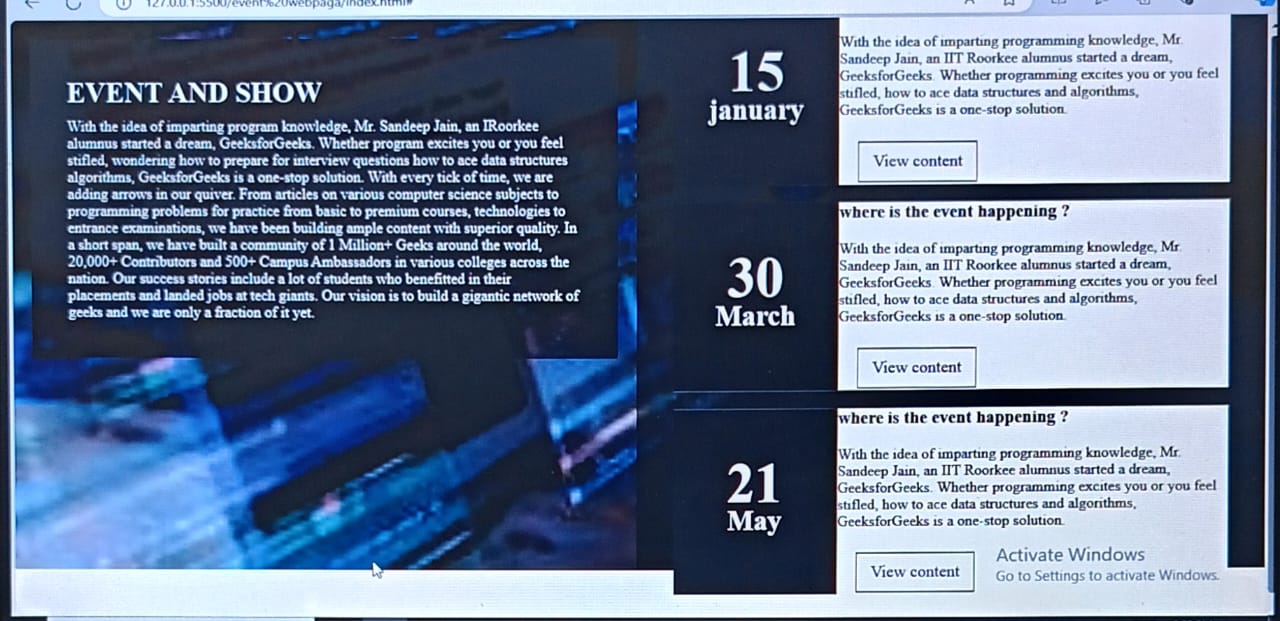 127.0.0.1:5500/event%20webpaga/index.html#
EVENT AND SHOW
With the idea of imparting program knowledge, Mr. Sandeep Jain, an IRoorkee
alumnus started a dream, GeeksforGeeks. Whether program excites you or you feel
stifled, wondering how to prepare for interview questions how to ace data structures
algorithms, GeeksforGeeks is a one-stop solution. With every tick of time, we are
adding arrows in our quiver. From articles on various computer science subjects to
programming problems for practice from basic to premium courses, technologies to
entrance examinations, we have been building ample content with superior quality. In
a short span, we have built a community of 1 Million+ Geeks around the world,
20,000+ Contributors and 500+ Campus Ambassadors in various colleges across the
nation. Our success stories include a lot of students who benefitted in their
placements and landed jobs at tech giants. Our vision is to build a gigantic network of
geeks and we are only a fraction of it yet.
15
january
With the idea of imparting programming knowledge, Mr.
Sandeep Jain, an IIT Roorkee alumnus started a dream,
GeeksforGeeks. Whether programming excites you or you feel
stifled, how to ace data structures and algorithms,
GeeksforGeeks is a one-stop solution.
View content
30
March
where is the event happening ?
With the idea of imparting programming knowledge, Mr.
Sandeep Jain, an IIT Roorkee alumnus started a dream,
GeeksforGeeks. Whether programming excites you or you feel
stifled, how to ace data structures and algorithms,
GeeksforGeeks is a one-stop solution.
View content
21
May
where is the event happening ?
With the idea of imparting programming knowledge, Mr.
Sandeep Jain, an IIT Roorkee alumnus started a dream,
GeeksforGeeks. Whether programming excites you or you feel
stifled, how to ace data structures and algorithms,
GeeksforGeeks is a one-stop solution.
View content
Activate Windows
Go to Settings to activate Windows.